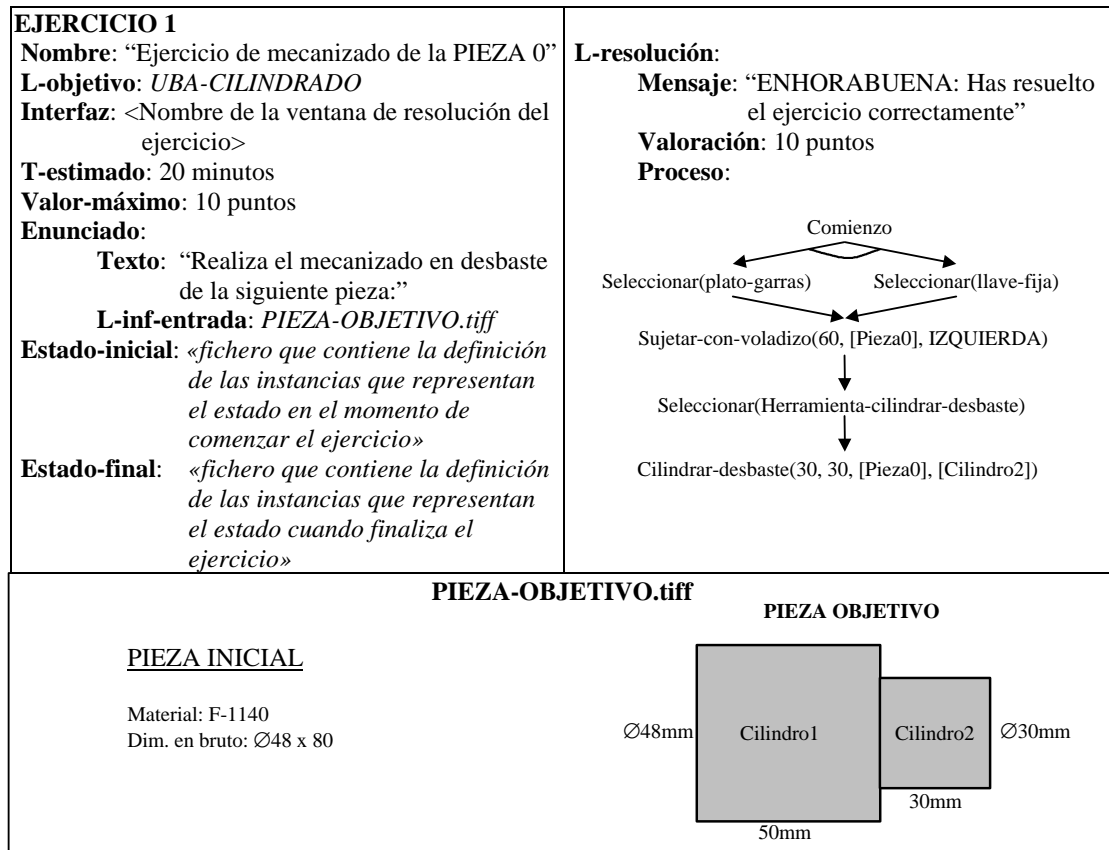 EJERCICIO 1
Nombre: “Ejercicio de mecanizado de la PIEZA 0”
L-objetivo: UBA-CILINDRADO
Interfaz: <Nombre de la ventana de resolución del
ejercicio>
T-estimado: 20 minutos
Valor-máximo: 10 puntos
Enunciado:
Texto: “Realiza el mecanizado en desbaste
de la siguiente pieza:”
L-inf-entrada: PIEZA-OBJETIVO.tiff
Estado-inicial: «fichero que contiene la definición
de las instancias que representan
el estado en el momento de
comenzar el ejercicio»
Estado-final: «fichero que contiene la definición
de las instancias que representan
el estado cuando finaliza el
ejercicio»
L-resolución:
Mensaje: “ENHORABUENA: Has resuelto
el ejercicio correctamente”
Valoración: 10 puntos
Proceso:
Comienzo
Seleccionar(plato-garras) Seleccionar(llave-fija)
Sujetar-con-voladizo(60, [Pieza0], IZQUIERDA)
Seleccionar(Herramienta-cilindrar-desbaste)
Cilindrar-desbaste(30, 30, [Pieza0], [Cilindro2])
PIEZA-OBJETIVO.tiff
PIEZA INICIAL
Material: F-1140
Dim. en bruto: ∅48 x 80
PIEZA OBJETIVO
∅48mm Cilindro1 Cilindro2 ∅30mm
30mm
50mm